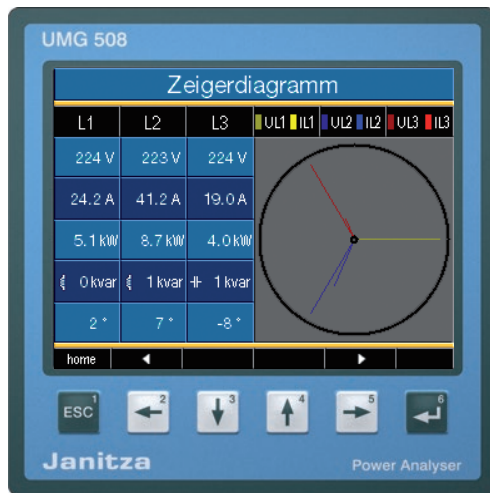 UMG 508
Zeigerdiagramm
L1 L2 L3 UL1 IL1 UL2 IL2 UL3 IL3
224 V 223 V 224 V
24.2 A 41.2 A 19.0 A
5.1 kW 8.7 kW 4.0 kW
0 kvar 1 kvar 1 kvar
2 ° 7 ° -8 °
home
ESC 1 2 3 4 5 6
Janitza Power Analyser